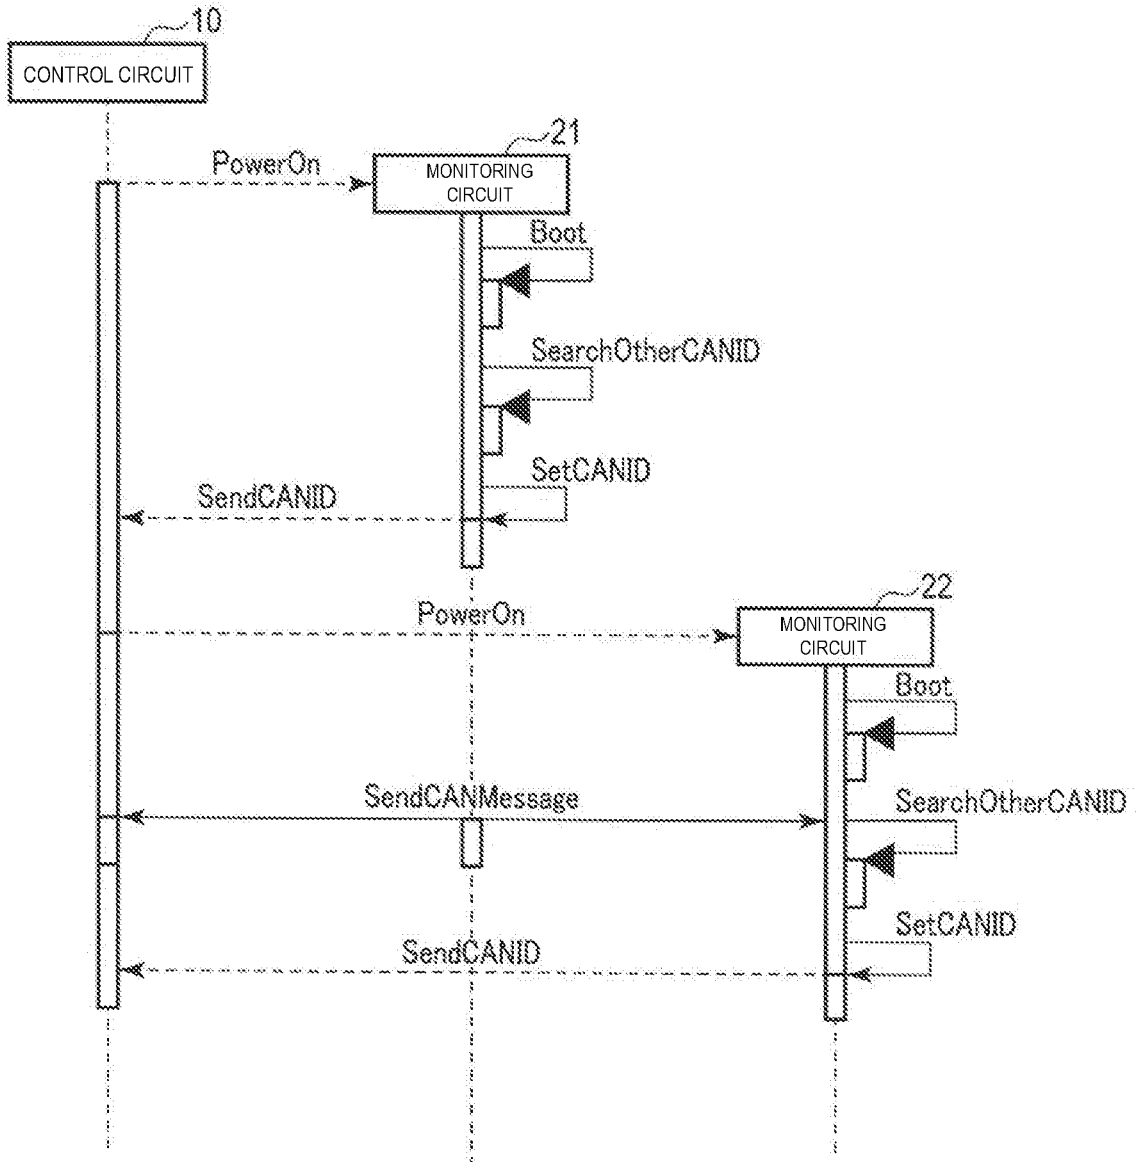 10
CONTROL CIRCUIT
21
PowerOn
MONITORING
CIRCUIT
Boot
SearchOtherCANID
SetCANID
SendCANID
22
PowerOn
MONITORING
CIRCUIT
Boot
SendCANMessage
SearchOtherCANID
SetCANID
SendCANID